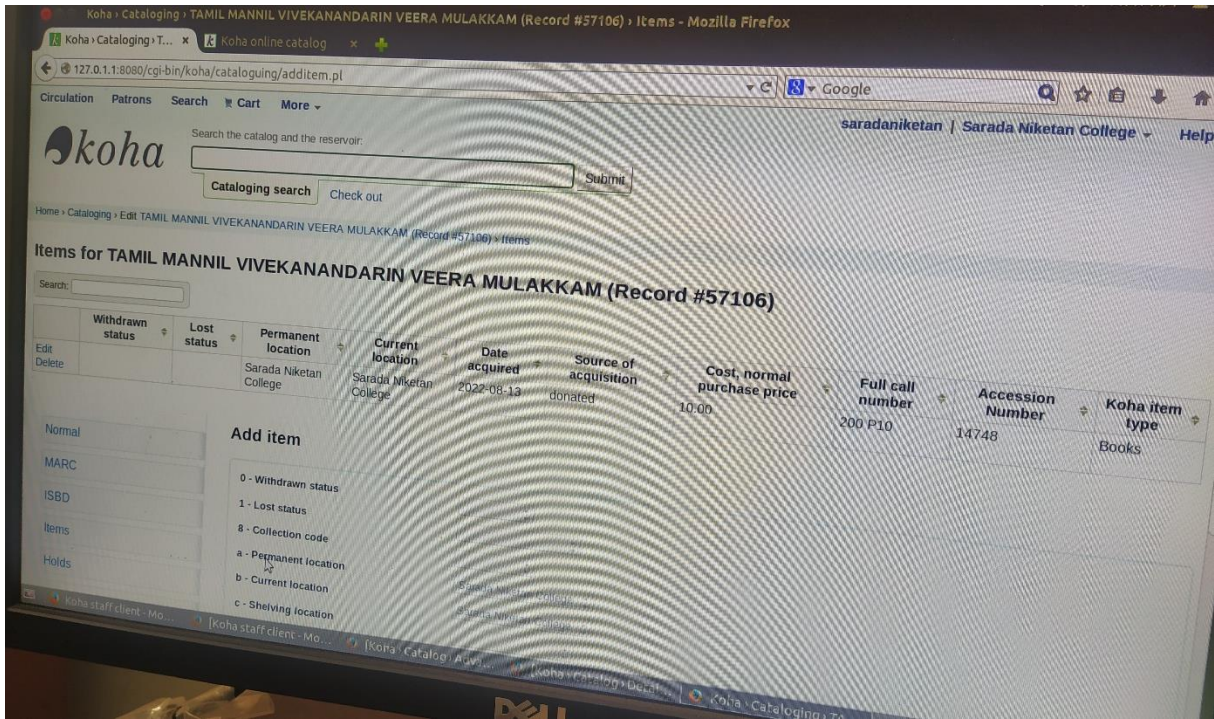 Koha › Cataloging › TAMIL MANNIL VIVEKANANDARIN VEERA MULAKKAM (Record #57106) › Items - Mozilla Firefox
Koha › Cataloging › T... × Koha online catalog ×
127.0.1.1:8080/cgi-bin/koha/cataloguing/additem.pl
Google
Circulation Patrons Search Cart More
saradaniketan | Sarada Niketan College Help
koha
Search the catalog and the reservoir:
Submit
Cataloging search Check out
Home › Cataloging › Edit TAMIL MANNIL VIVEKANANDARIN VEERA MULAKKAM (Record #57106) › Items
Items for TAMIL MANNIL VIVEKANANDARIN VEERA MULAKKAM (Record #57106)
Search:
Withdrawn status Lost status Permanent location Current location Date acquired Source of acquisition Cost, normal purchase price Full call number Accession Number Koha item type
Edit Delete Sarada Niketan College Sarada Niketan College 2022-08-13 donated 10.00 200 P10 14748 Books
Normal
MARC
ISBD
Items
Holds
Add item
0 - Withdrawn status
1 - Lost status
8 - Collection code
a - Permanent location
b - Current location Sarada Niketan College
c - Shelving location Sarada Niketan College
Koha staff client - Mo... [Koha staff client - Mo... [Koha › Catalog › Adva... [Koha › Catalog › Detai... Koha › Cataloging › TA...
DELL